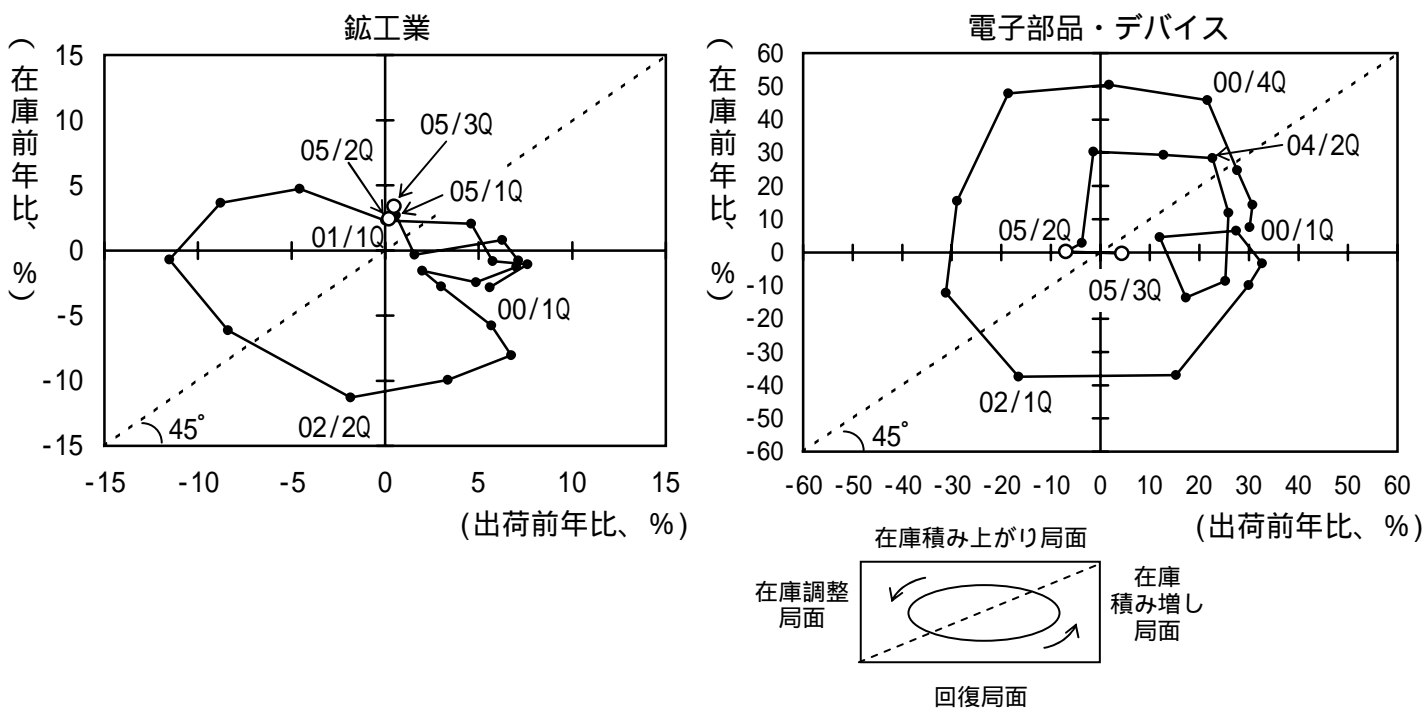 鉱工業
(在庫前年比、%)
15
10
5
0
-5
-10
-15
05/3Q
05/2Q
05/1Q
01/1Q
00/1Q
02/2Q
45°
-15 -10 -5 0 5 10 15
(出荷前年比、%)
電子部品・デバイス
(在庫前年比、%)
60
50
40
30
20
10
0
-10
-20
-30
-40
-50
-60
00/4Q
04/2Q
05/2Q
00/1Q
05/3Q
02/1Q
45°
-60 -50 -40 -30 -20 -10 0 10 20 30 40 50 60
(出荷前年比、%)
在庫積み上がり局面
在庫調整
局面
在庫
積み増し
局面
回復局面